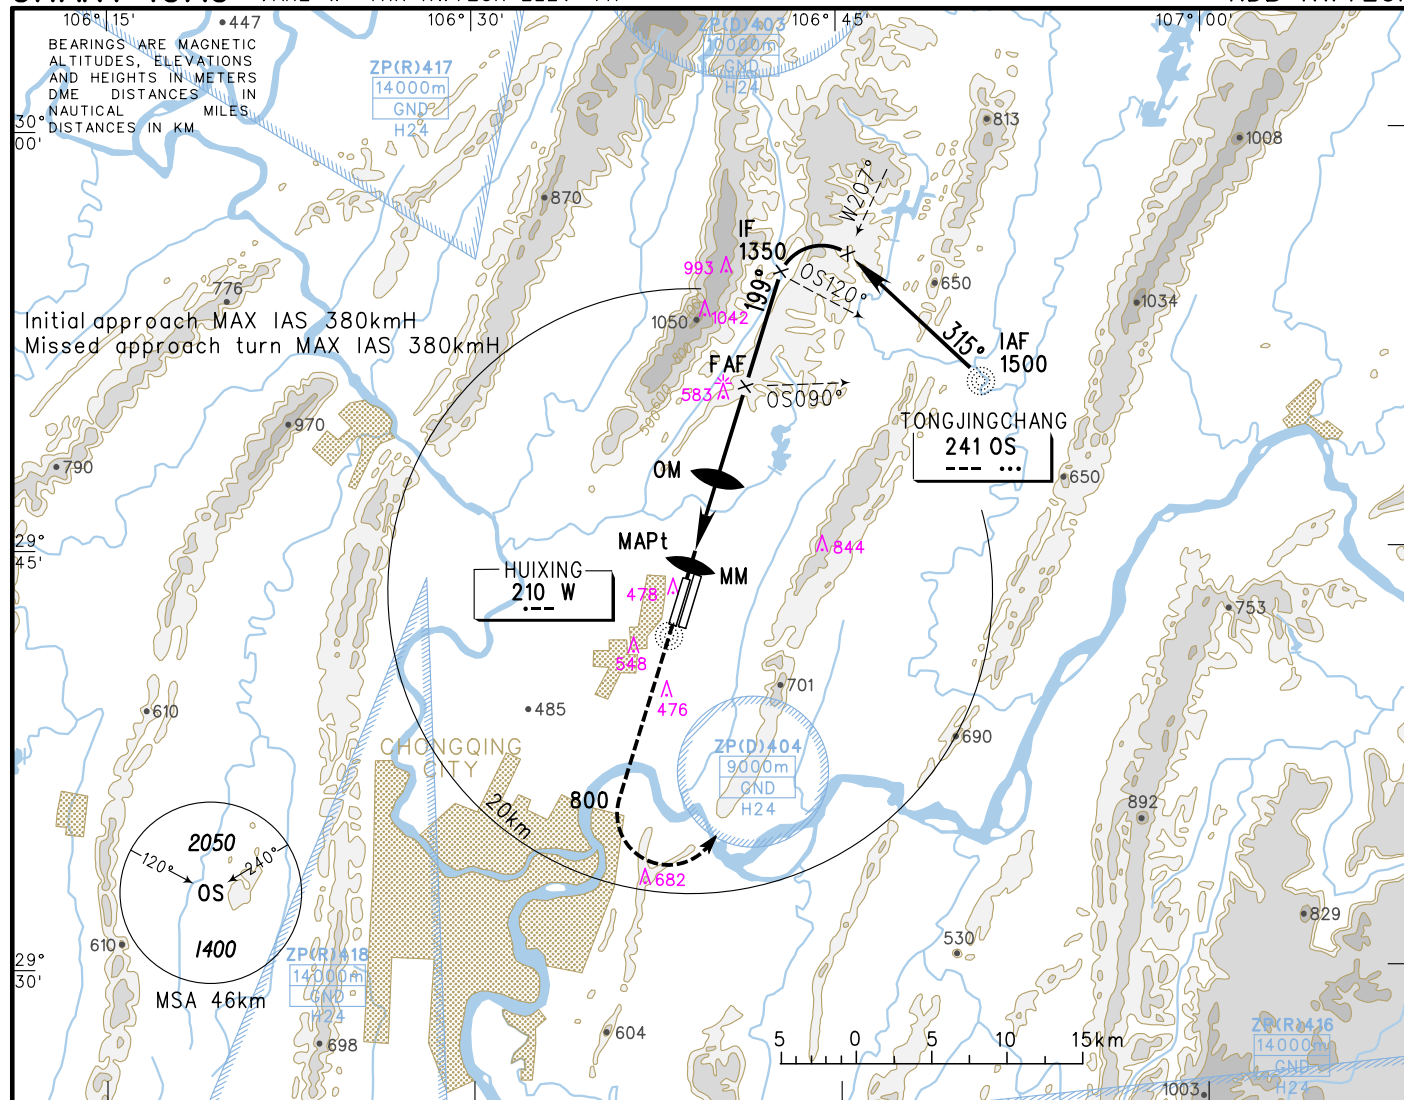 106° 15'
106° 30'
106° 45'
107° 00'
447
BEARINGS ARE MAGNETIC
ALTITUDES, ELEVATIONS
AND HEIGHTS IN METERS
DME DISTANCES IN
NAUTICAL MILES
DISTANCES IN KM
30°
00'
ZP(R)417
14000m
GND
H24
ZP(D)403
10000m
GND
H24
813
1008
870
W207°
IF
1350
993
199°
OS120°
650
776
1034
1050
1042
800
Initial approach MAX IAS 380kmH
Missed approach turn MAX IAS 380kmH
315°
IAF
1500
FAF
583
OS090°
TONGJINGCHANG
241 OS
--- ...
970
790
OM
650
29°
45'
844
MAPt
MM
HUIXING
210 W
.--
478
753
548
476
701
485
610
690
CHONGQING
CITY
ZP(D)404
9000m
GND
H24
800
20km
892
2050
120°
240°
OS
1400
MSA 46km
682
829
610
530
29°
30'
ZP(R)418
14000m
GND
H24
698
604
5 0 5 10 15km
ZP(R)416
14000m
GND
H24
1003